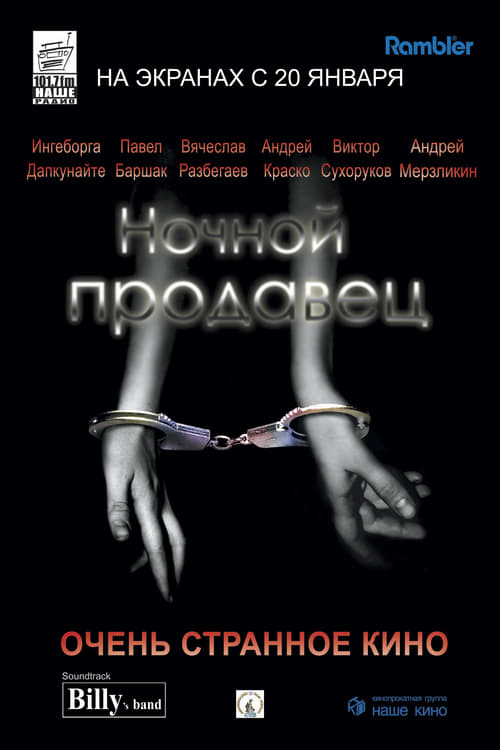 101.7fm
НАШЕ
РАДИО
Rambler
НА ЭКРАНАХ С 20 ЯНВАРЯ
Ингеборга Павел Вячеслав Андрей Виктор Андрей
Дапкунайте Баршак Разбегаев Краско Сухоруков Мерзликин
Ночной
продавец
ОЧЕНЬ СТРАННОЕ КИНО
Soundtrack
Billy's band
кинопрокатная группа
наше кино